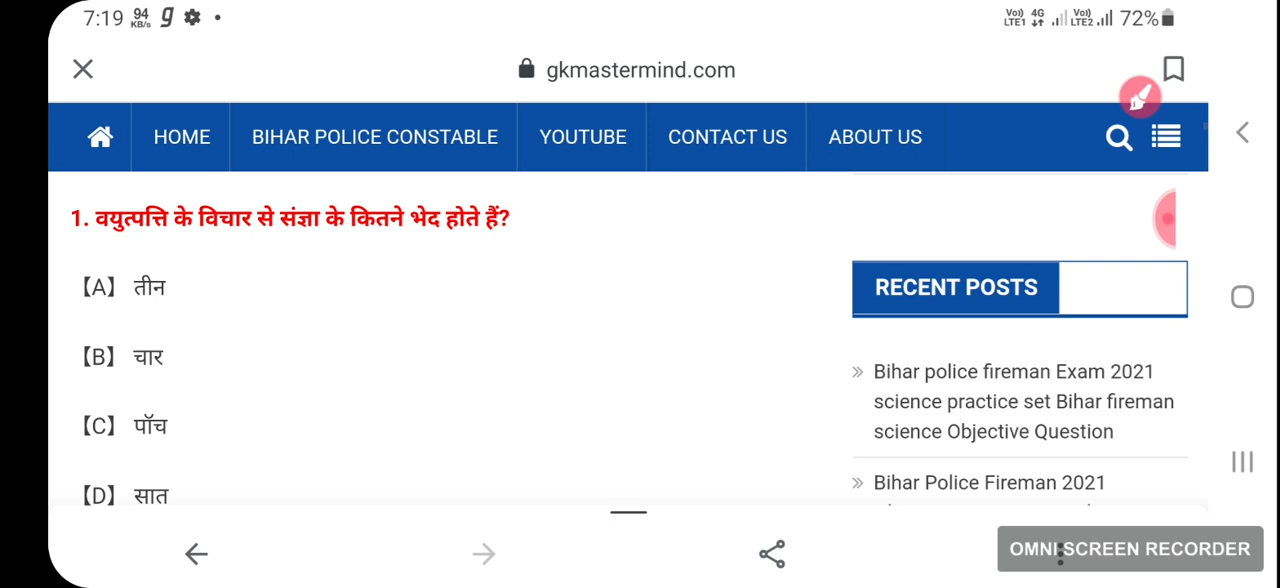 7:19 94 KB/s g
Vo)) LTE1 4G Vo)) LTE2 72%
gkmastermind.com
HOME BIHAR POLICE CONSTABLE YOUTUBE CONTACT US ABOUT US
1. वयुत्पत्ति के विचार से संज्ञा के कितने भेद होते हैं?
【A】 तीन
【B】 चार
【C】 पॉच
【D】 सात
RECENT POSTS
» Bihar police fireman Exam 2021
science practice set Bihar fireman
science Objective Question
» Bihar Police Fireman 2021
OMNI SCREEN RECORDER